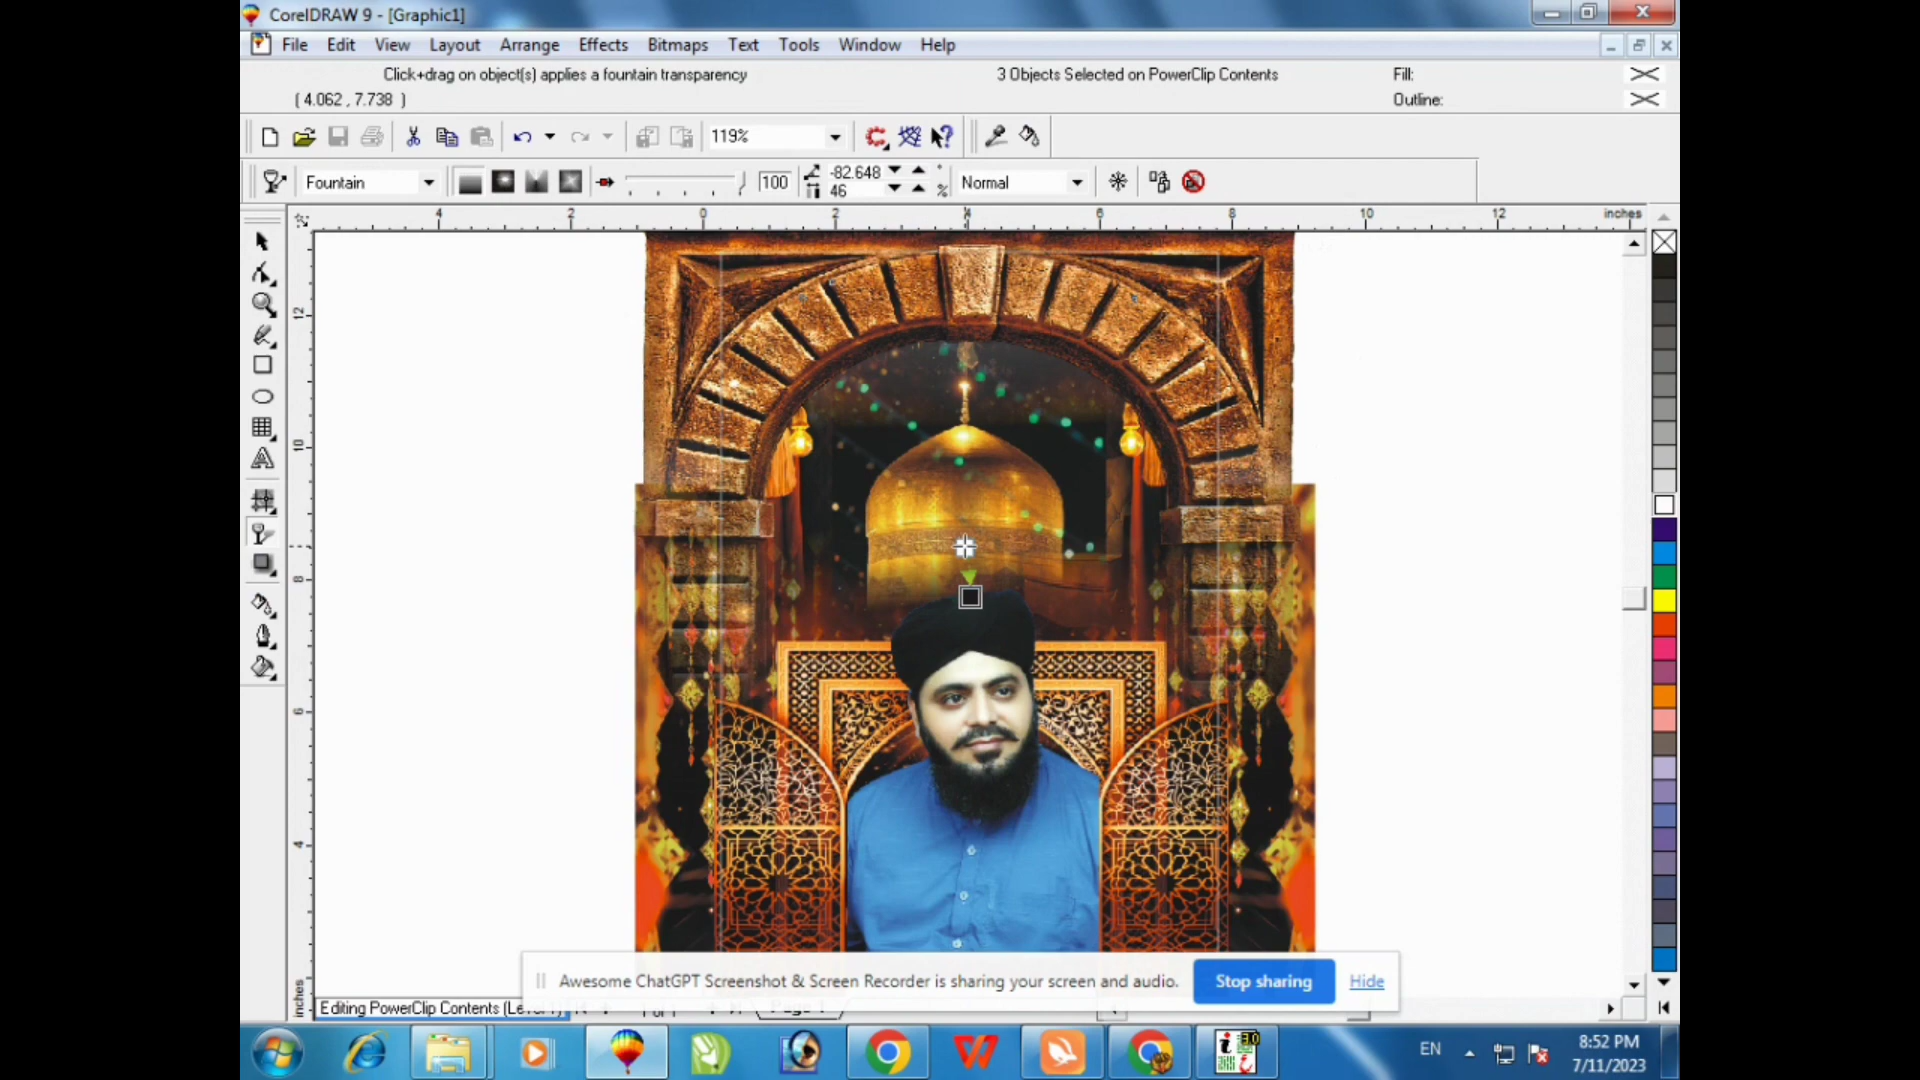 CorelDRAW 9 - [Graphic1]
File Edit View Layout Arrange Effects Bitmaps Text Tools Window Help
Click+drag on object(s) applies a fountain transparency 3 Objects Selected on PowerClip Contents Fill:
( 4.062 , 7.738 ) Outline:
119%
Fountain 100 -82.648 ° Normal
46 %
4 2 0 2 4 6 8 10 12 inches
12
10
8
6
4
inches
Awesome ChatGPT Screenshot & Screen Recorder is sharing your screen and audio. Stop sharing Hide
Editing PowerClip Contents
EN 8:52 PM
7/11/2023